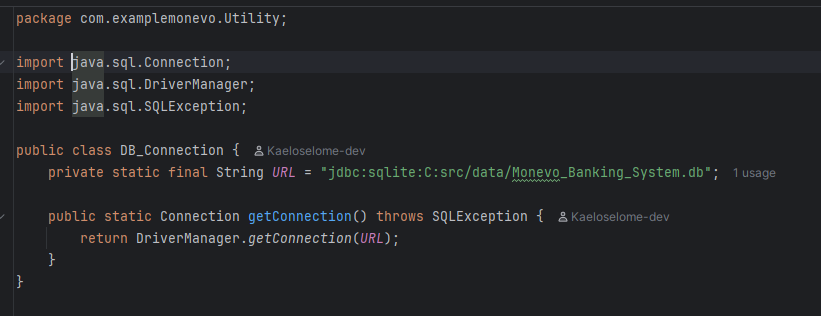 package com.examplemonevo.Utility;
import java.sql.Connection;
import java.sql.DriverManager;
import java.sql.SQLException;
public class DB_Connection { Kaeloselome-dev
private static final String URL = "jdbc:sqlite:C:src/data/Monevo_Banking_System.db"; 1 usage
public static Connection getConnection() throws SQLException { Kaeloselome-dev
return DriverManager.getConnection(URL);
}
}